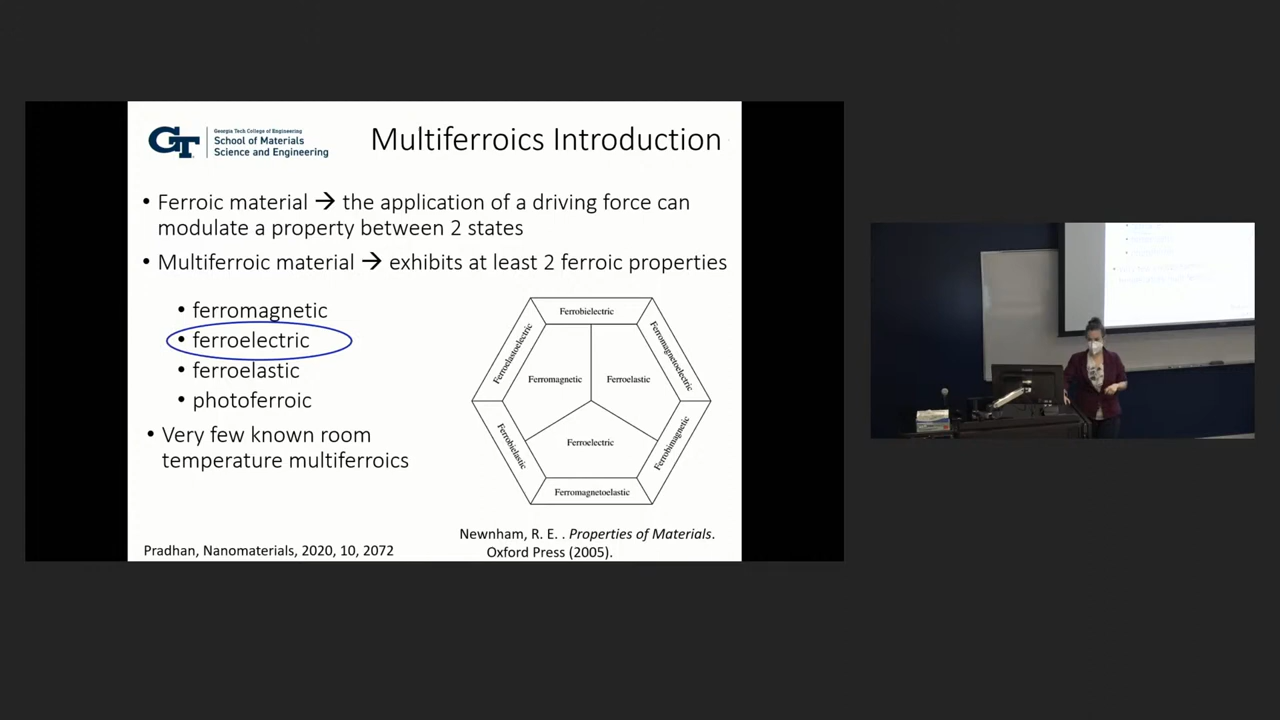 Georgia Tech College of Engineering
School of Materials
Science and Engineering
GT
Multiferroics Introduction
• Ferroic material → the application of a driving force can
modulate a property between 2 states
• Multiferroic material → exhibits at least 2 ferroic properties
• ferromagnetic
• ferroelectric
• ferroelastic
• photoferroic
• Very few known room
temperature multiferroics
Ferrobielectric
Ferroelastoelectric
Ferromagnetoelectric
Ferromagnetic
Ferroelastic
Ferroelectric
Ferrobielastic
Ferrobimagnetic
Ferromagnetoelastic
Newnham, R. E. . Properties of Materials.
Oxford Press (2005).
Pradhan, Nanomaterials, 2020, 10, 2072